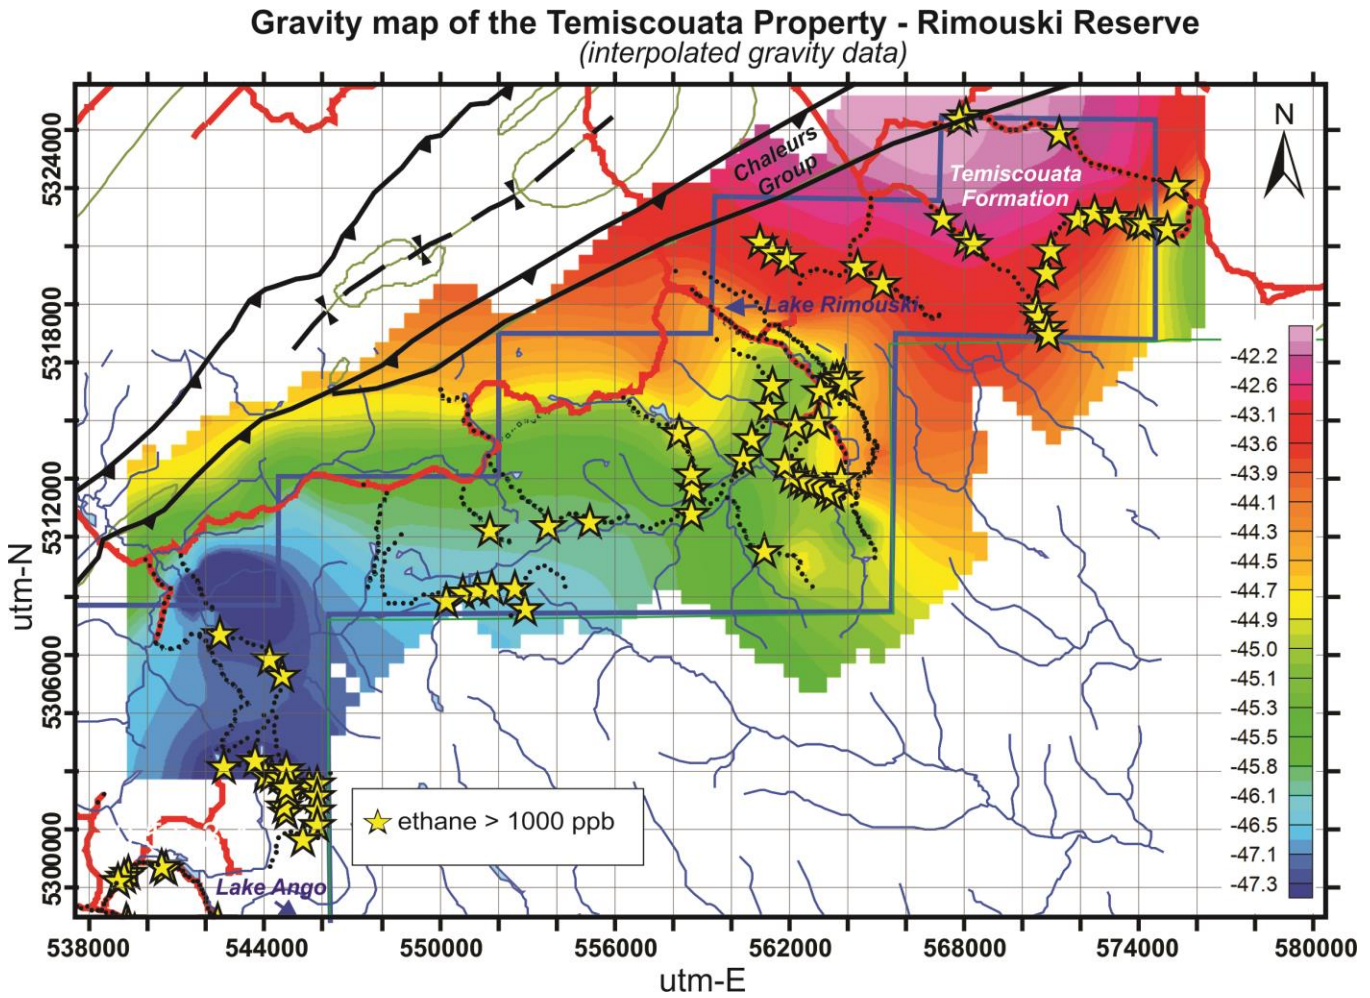 Gravity map of the Temiscouata Property - Rimouski Reserve
(interpolated gravity data)
N
Chaleurs
Group
Temiscouata
Formation
Lake Rimouski
Lake Ango
ethane > 1000 ppb
utm-N
5324000
5318000
5312000
5306000
5300000
538000
544000
550000
556000
562000
568000
574000
580000
utm-E
-42.2
-42.6
-43.1
-43.6
-43.9
-44.1
-44.3
-44.5
-44.7
-44.9
-45.0
-45.1
-45.3
-45.5
-45.8
-46.1
-46.5
-47.1
-47.3